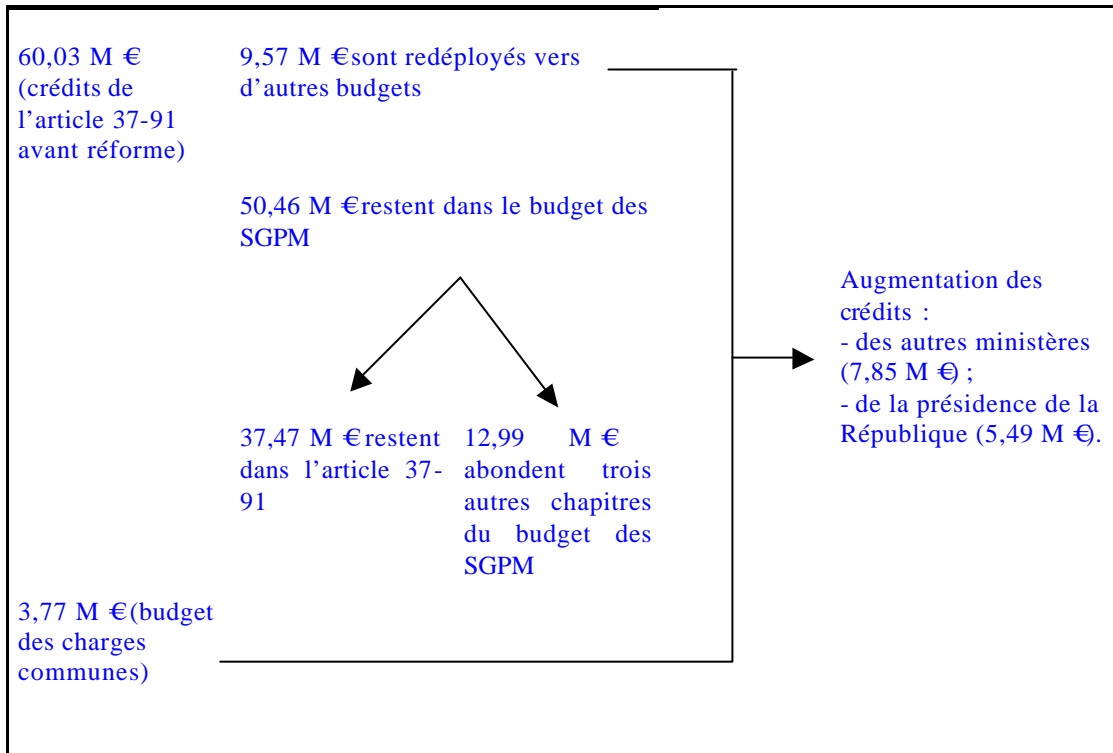 60,03 M €
(crédits de
l’article 37-91
avant réforme)
9,57 M € sont redéployés vers
d’autres budgets
50,46 M € restent dans le budget des
SGPM
37,47 M € restent
dans l’article 37-
91
12,99 M €
abondent trois
autres chapitres
du budget des
SGPM
3,77 M € (budget
des charges
communes)
Augmentation des
crédits :
- des autres ministères
(7,85 M €) ;
- de la présidence de la
République (5,49 M €).